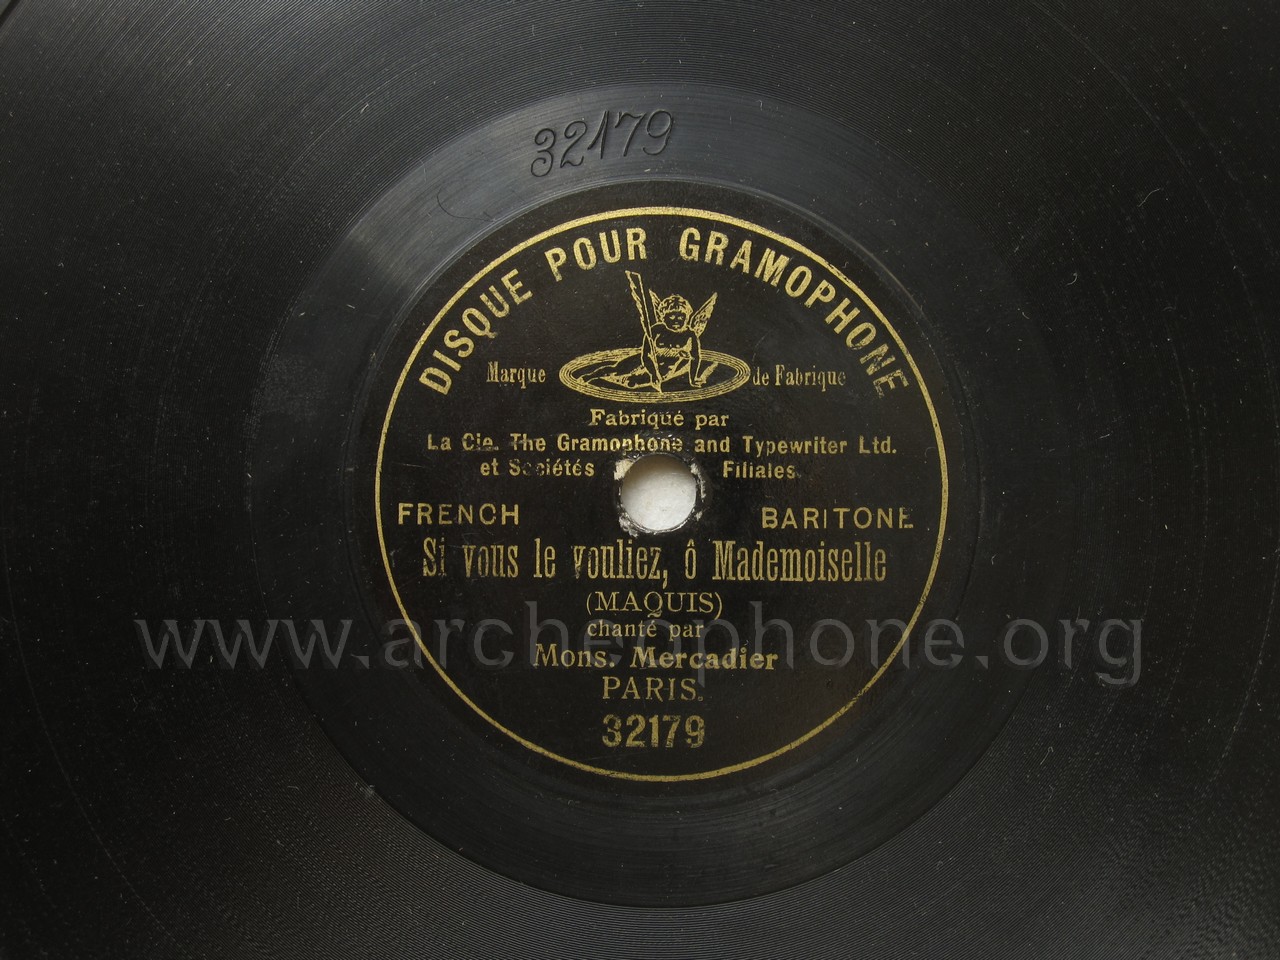 32179
DISQUE POUR GRAMOPHONE
Marque de Fabrique
Fabriqué par
La Cie. The Gramophone and Typewriter Ltd.
et Sociétés Filiales.
FRENCH BARITONE
Si vous le vouliez, ô Mademoiselle
(MAQUIS)
chanté par
www.archeophone.org
Mons. Mercadier
PARIS.
32179